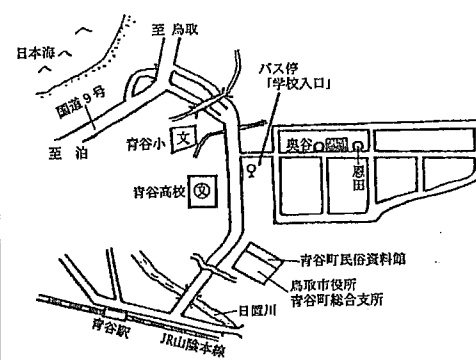 至 鳥取
日本海
国道9号
至 泊
バス停
「学校入口」
青谷小
文
奥谷
恩田
青谷高校
文
青谷町民俗資料館
鳥取市役所
青谷町総合支所
日置川
青谷駅
JR山陰本線